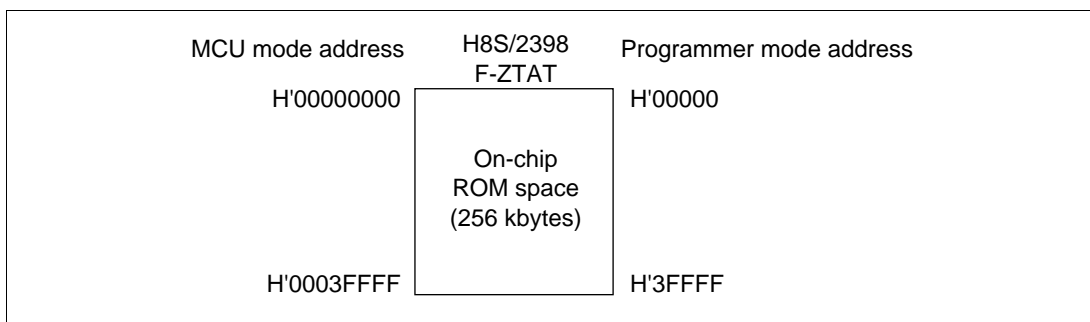 MCU mode address
H8S/2398
F-ZTAT
Programmer mode address
H'00000000
H'00000
On-chip
ROM space
(256 kbytes)
H'0003FFFF
H'3FFFF